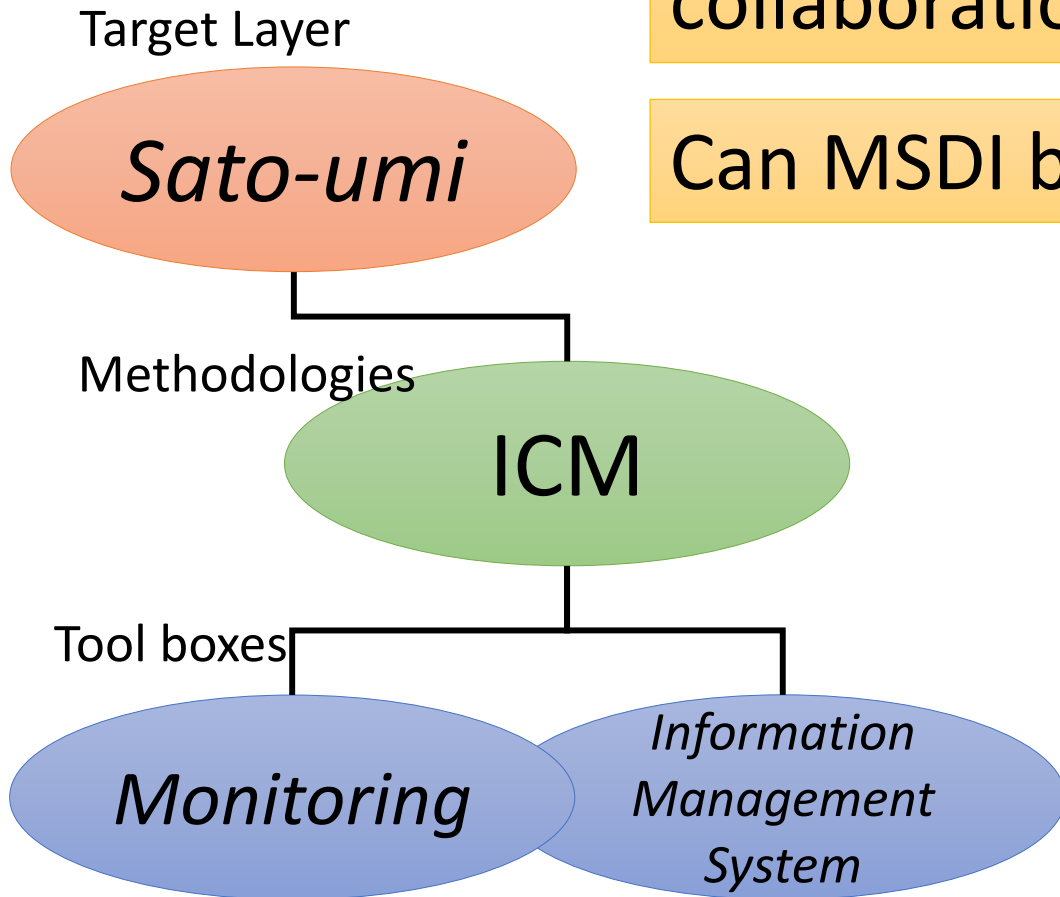 Target Layer
Sato-umi
Can MSDI
Methodologies
ICM
Tool boxes
Monitoring
Information
Management
System